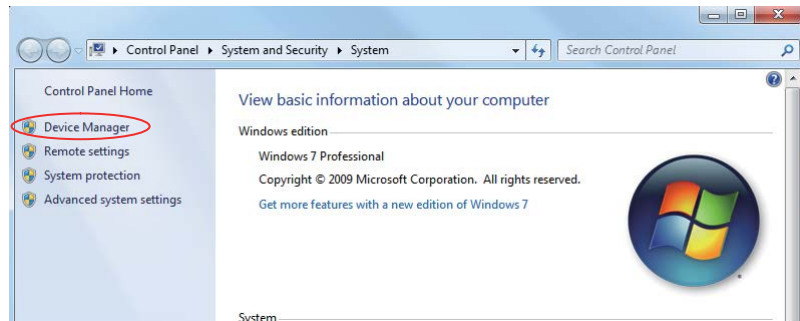 Control Panel ▸ System and Security ▸ System
Search Control Panel
Control Panel Home
Device Manager
Remote settings
System protection
Advanced system settings
View basic information about your computer
Windows edition
Windows 7 Professional
Copyright © 2009 Microsoft Corporation. All rights reserved.
Get more features with a new edition of Windows 7
System